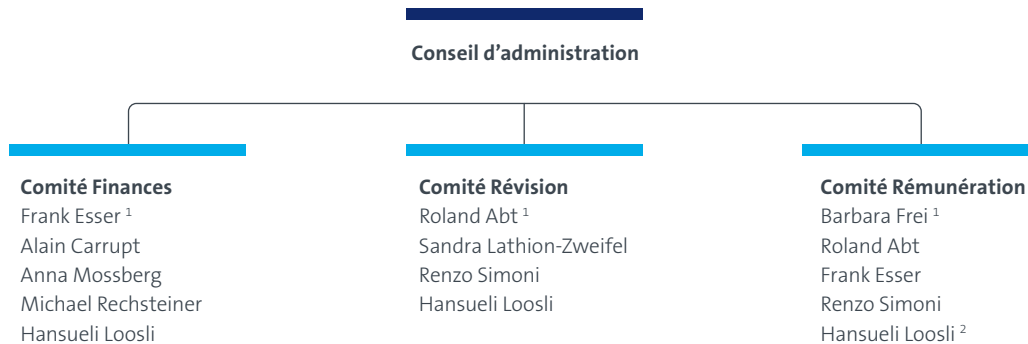 Conseil d’administration
Comité Finances
Frank Esser ¹
Alain Carrupt
Anna Mossberg
Michael Rechsteiner
Hansueli Loosli
Comité Révision
Roland Abt ¹
Sandra Lathion-Zweifel
Renzo Simoni
Hansueli Loosli
Comité Rémunération
Barbara Frei ¹
Roland Abt
Frank Esser
Renzo Simoni
Hansueli Loosli ²